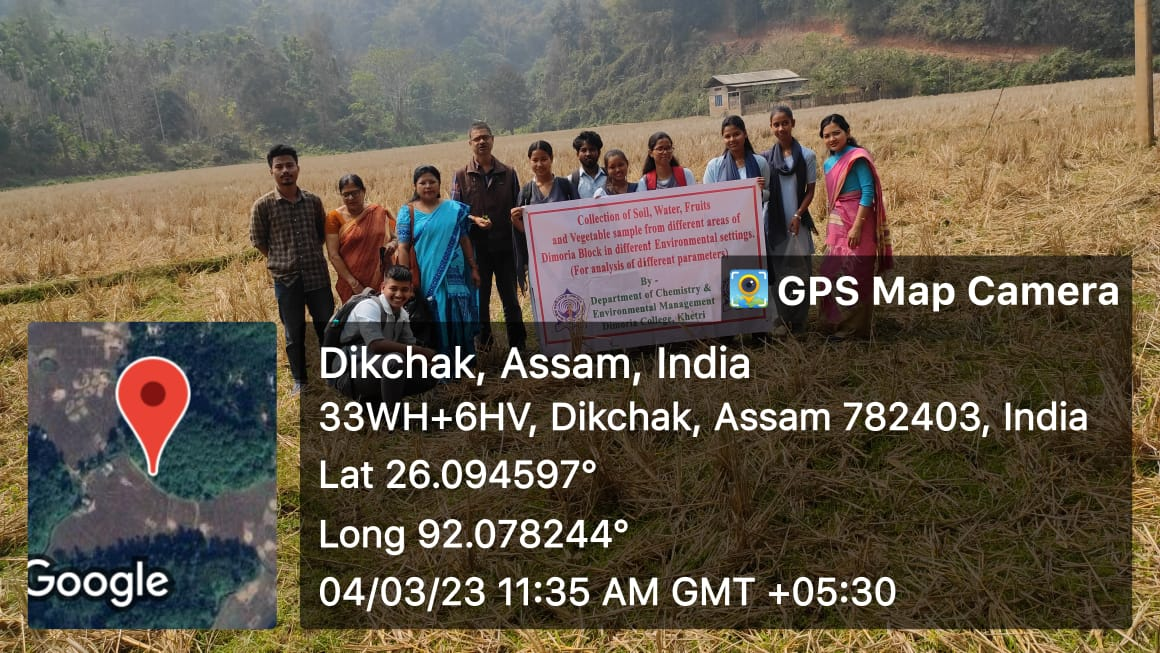 Collection of Soil, Water, Fruits
and Vegetable sample from different areas of
Dimoria Block in different Environmental settings.
(For analysis of different parameters)
By -
Department of Chemistry &
Environmental Management
Dimoria College, Khetri
GPS Map Camera
Dikchak, Assam, India
33WH+6HV, Dikchak, Assam 782403, India
Lat 26.094597°
Long 92.078244°
04/03/23 11:35 AM GMT +05:30
Google